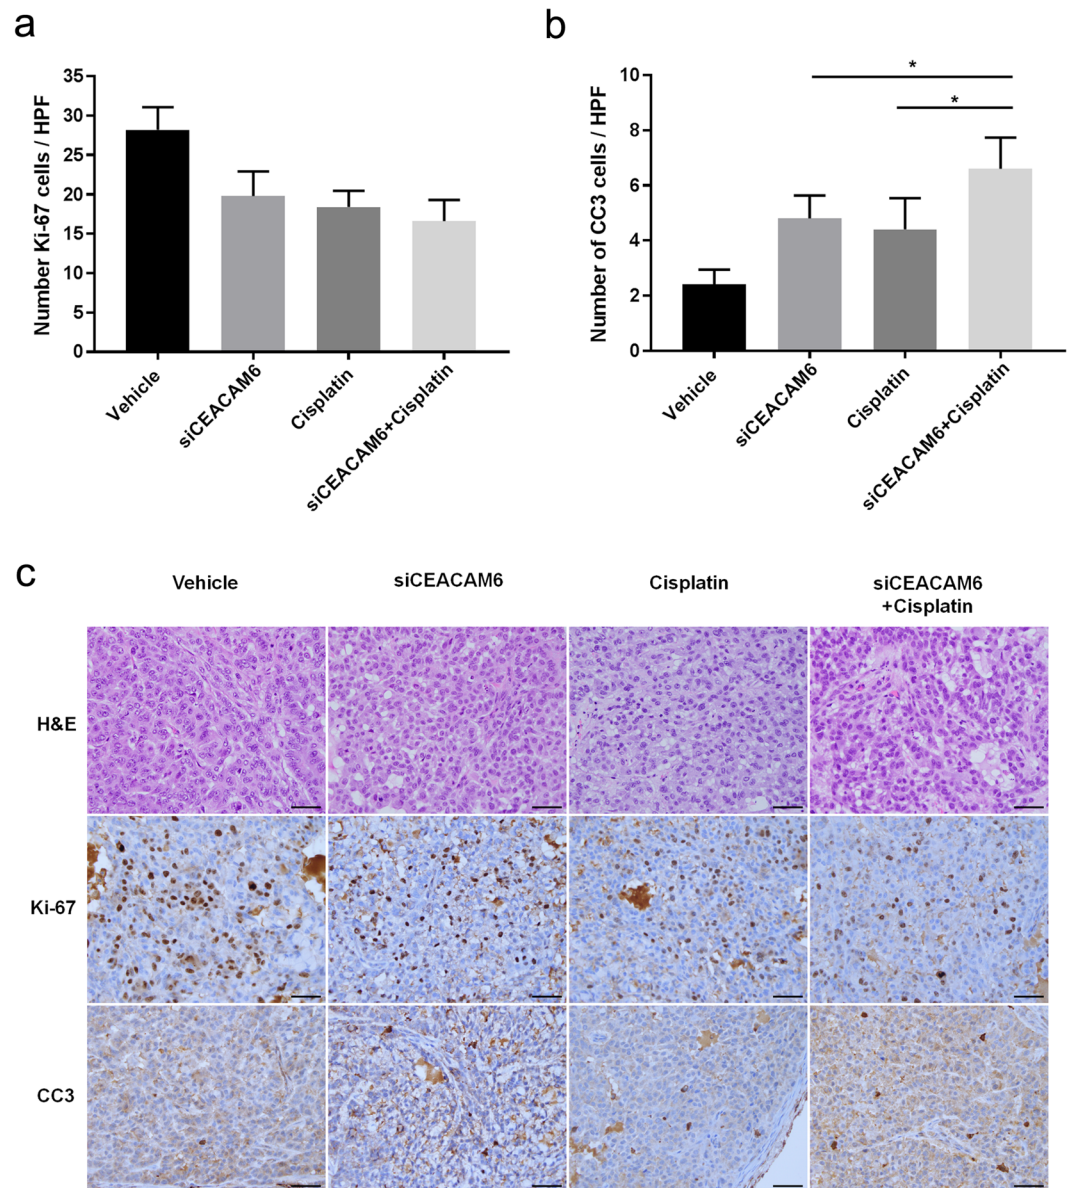 a
Number Ki-67 cells / HPF
35
30
25
20
15
10
5
0
Vehicle
siCEACAM6
Cisplatin
siCEACAM6+Cisplatin
b
Number of CC3 cells / HPF
10
8
6
4
2
0
*
*
Vehicle
siCEACAM6
Cisplatin
siCEACAM6+Cisplatin
c
Vehicle
siCEACAM6
Cisplatin
siCEACAM6
+Cisplatin
H&E
Ki-67
CC3